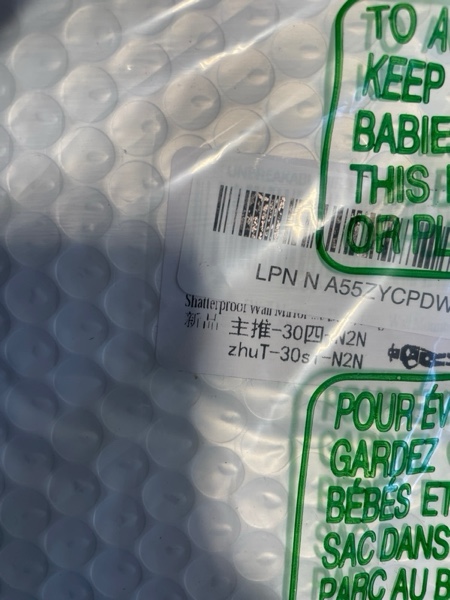 TO A
KEEP
BABIE
THIS
OR PL
LPN N A55ZYCPDW
Shatterproof Wall
新品 主推-30四-N2N
zhuT-30s-N2N
POUR ÉV
GARDEZ
BÉBÉS ET
SAC DANS
PARC AU B